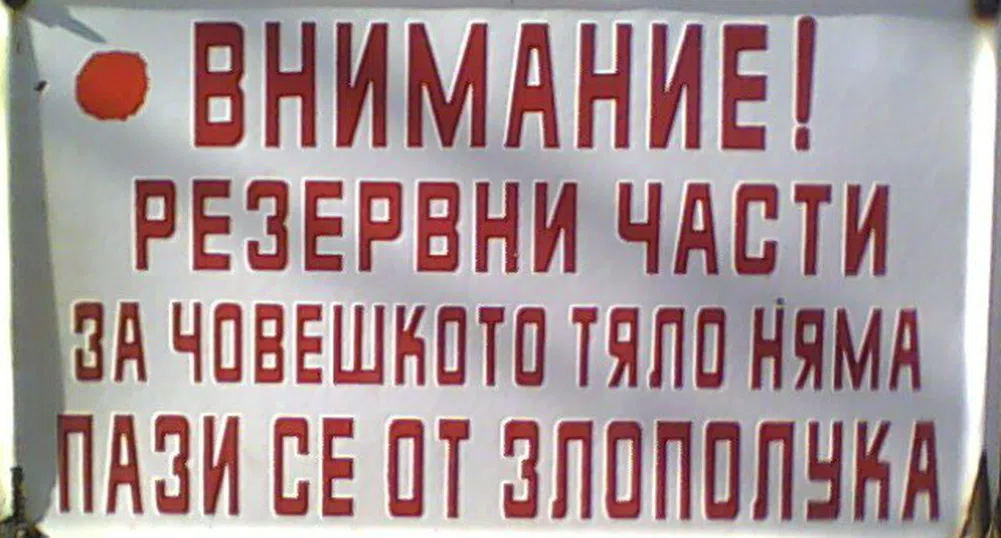 ВНИМАНИЕ!
РЕЗЕРВНИ ЧАСТИ
ЗА ЧОВЕШКОТО ТЯЛО НЯМА
ПАЗИ СЕ ОТ ЗЛОПОЛУКА